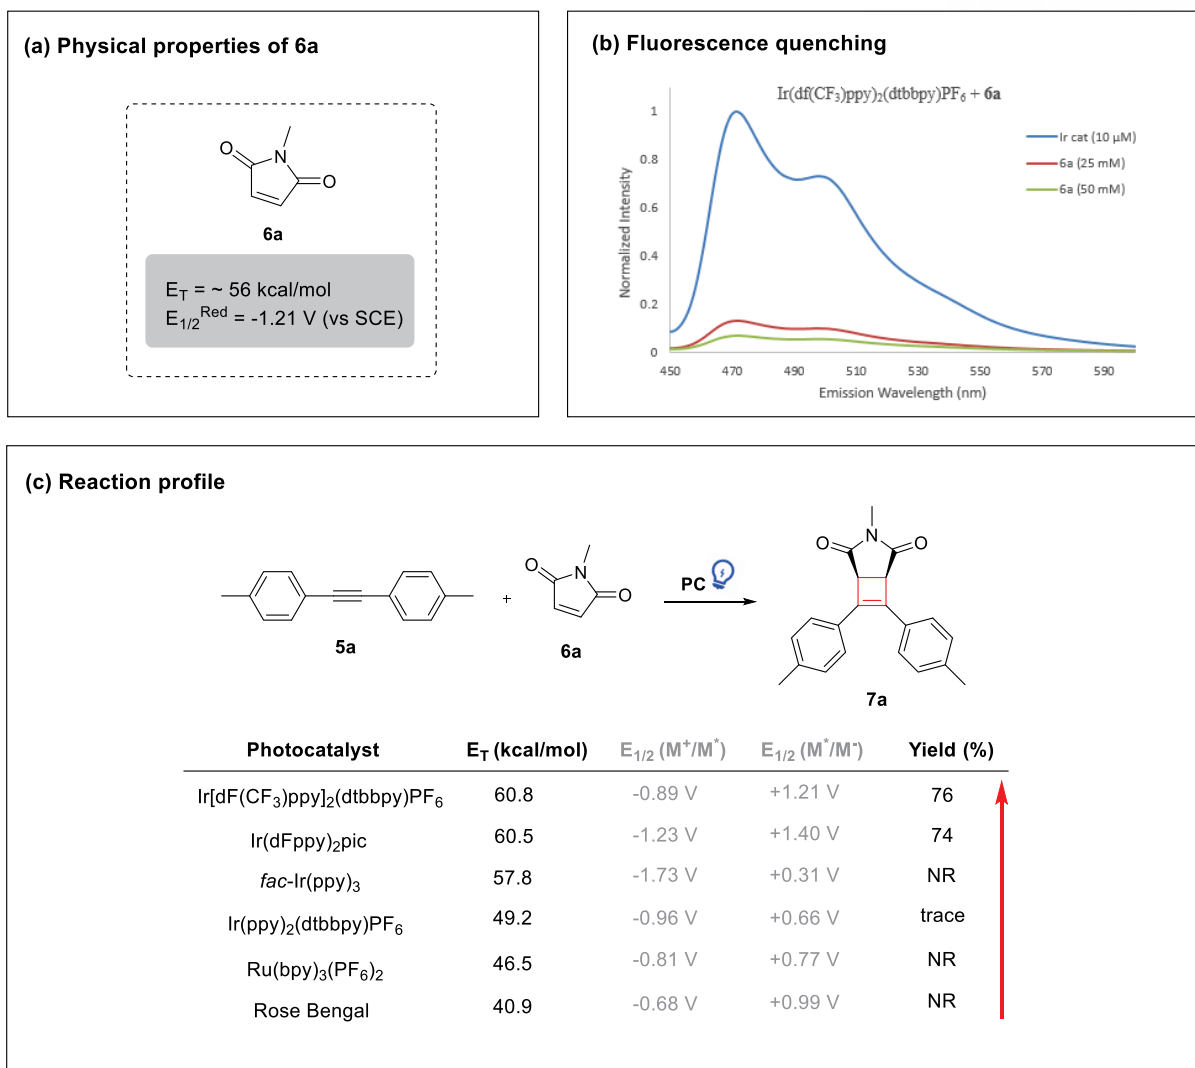 (a) Physical properties of 6a
O
N
O
6a
E_T = ~ 56 kcal/mol
E_1/2^Red = -1.21 V (vs SCE)
(b) Fluorescence quenching
Ir(df(CF3)ppy)2(dtbbpy)PF6 + 6a
1
0.8
0.6
0.4
0.2
0
Normalized Intensity
Ir cat (10 µM)
6a (25 mM)
6a (50 mM)
450 470 490 510 530 550 570 590
Emission Wavelength (nm)
(c) Reaction profile
5a
+
O
N
O
6a
PC
O
N
O
7a
Photocatalyst E_T (kcal/mol) E_1/2 (M^+/M^*) E_1/2 (M^*/M^-) Yield (%)
Ir[dF(CF3)ppy]2(dtbbpy)PF6 60.8 -0.89 V +1.21 V 76
Ir(dFppy)2pic 60.5 -1.23 V +1.40 V 74
fac-Ir(ppy)3 57.8 -1.73 V +0.31 V NR
Ir(ppy)2(dtbbpy)PF6 49.2 -0.96 V +0.66 V trace
Ru(bpy)3(PF6)2 46.5 -0.81 V +0.77 V NR
Rose Bengal 40.9 -0.68 V +0.99 V NR